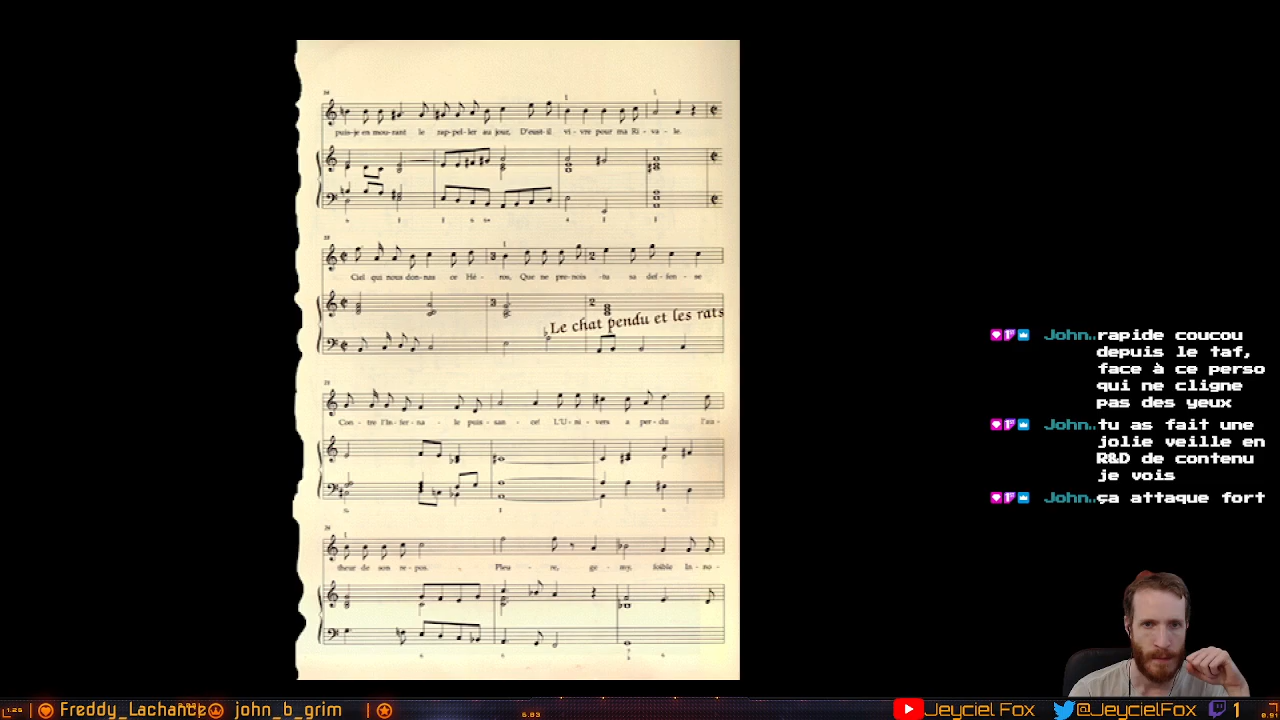 puis-je en mou-rant le rap-pel-ler au jour, D'eust-il vi-vre pour ma Ri-va-le.
Ciel qui nous don-nas ce Hé-ros, Que ne pre-nois-tu sa def-fen-se
Le chat pendu et les rats
Con-tre l'In-fer-na-le puis-san-ce! L'U-ni-vers a per-du l'au-
theur de son re-pos. Pleu-re, ge-my, foible In-no-
John.. rapide coucou
depuis le taf,
face à ce perso
qui ne cligne
pas des yeux
John.. tu as fait une
jolie veille en
R&D de contenu
je vois
John.. ça attaque fort
Freddy_Lachance john_b_grim
Jeyciel Fox @JeycielFox 1